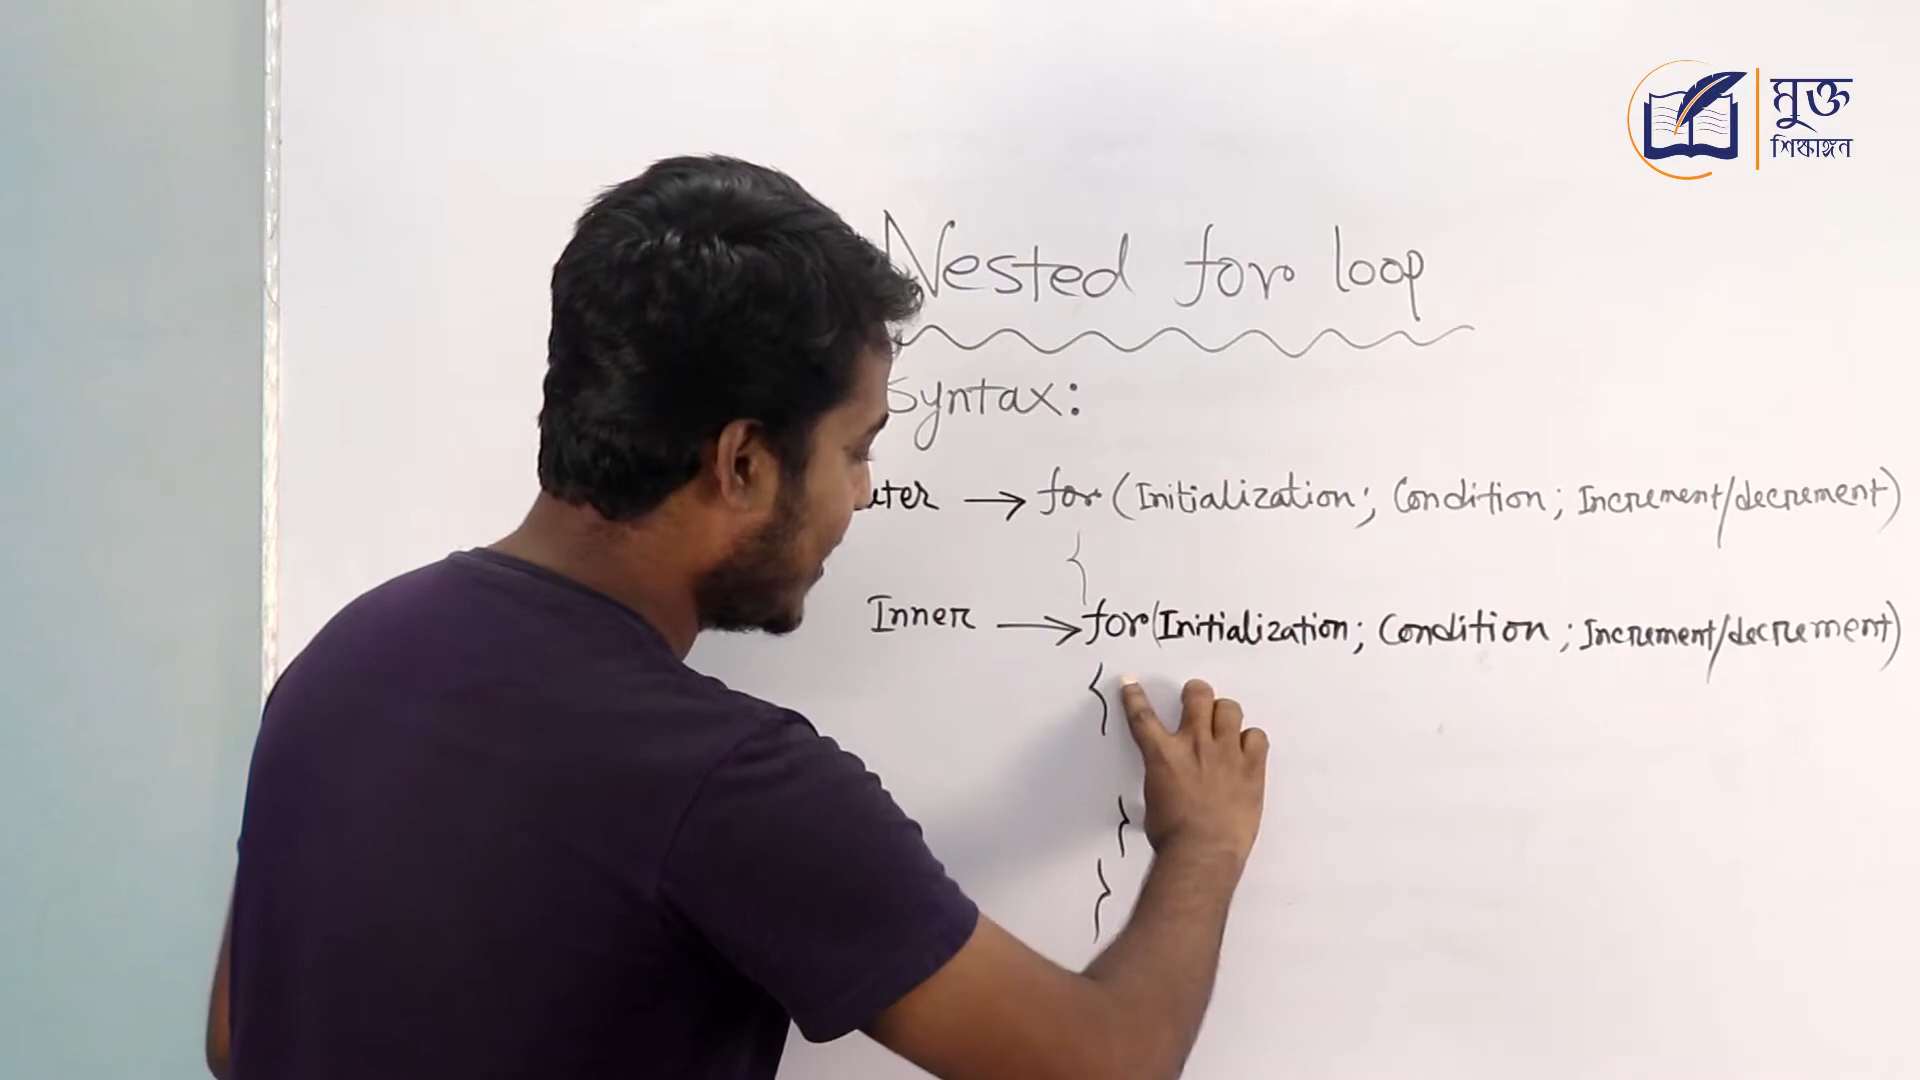 মুক্ত
শিক্ষাঙ্গন
Nested for loop
Syntax:
uter → for (Initialization; Condition; Increment/decrement)
{
Inner → for (Initialization; Condition; Increment/decrement)
{
}
}